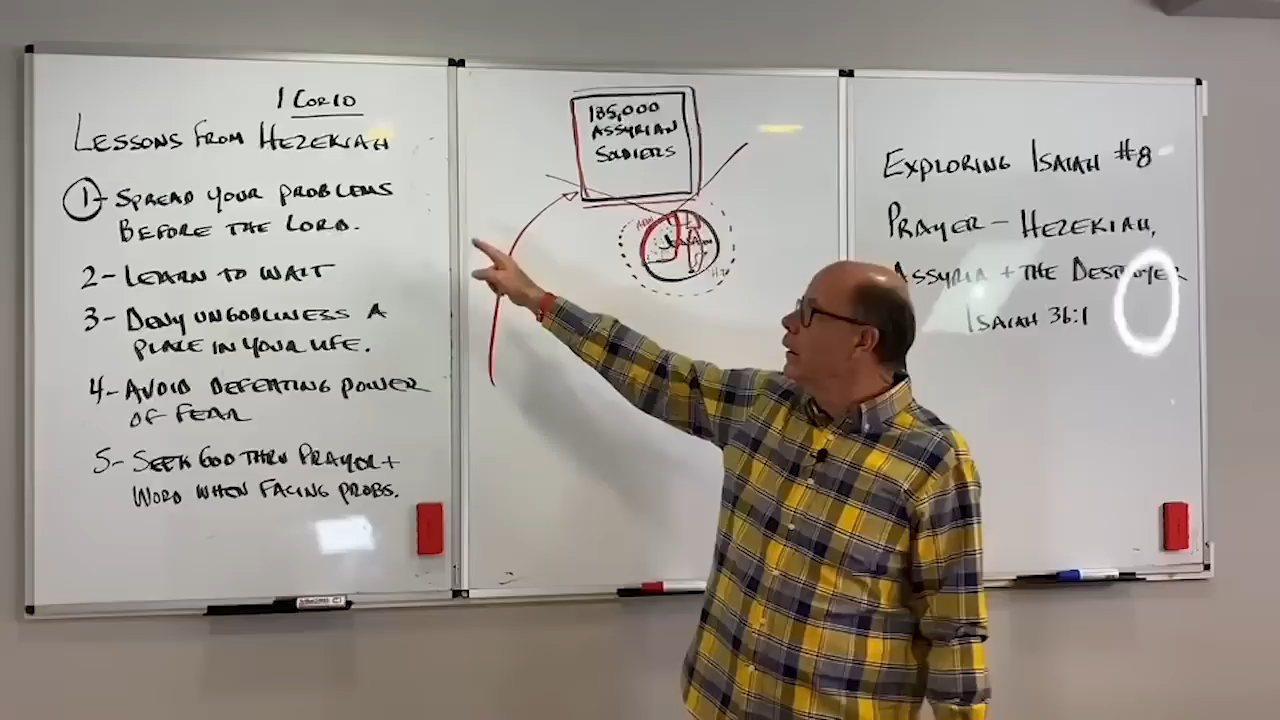 1 COR 10
LESSONS FROM HEZEKIAH
1- SPREAD YOUR PROBLEMS
BEFORE THE LORD.
2- LEARN TO WAIT
3- DENY UNGODLINESS A
PLACE IN YOUR LIFE.
4- AVOID DEFEATING POWER
OF FEAR
5- SEEK GOD THRU PRAYER +
WORD WHEN FACING PROBS.
185,000
ASSYRIAN
SOLDIERS
EXPLORING ISAIAH #8
PRAYER - HEZEKIAH,
ASSYRIA + THE DESTROYER
ISAIAH 36:1